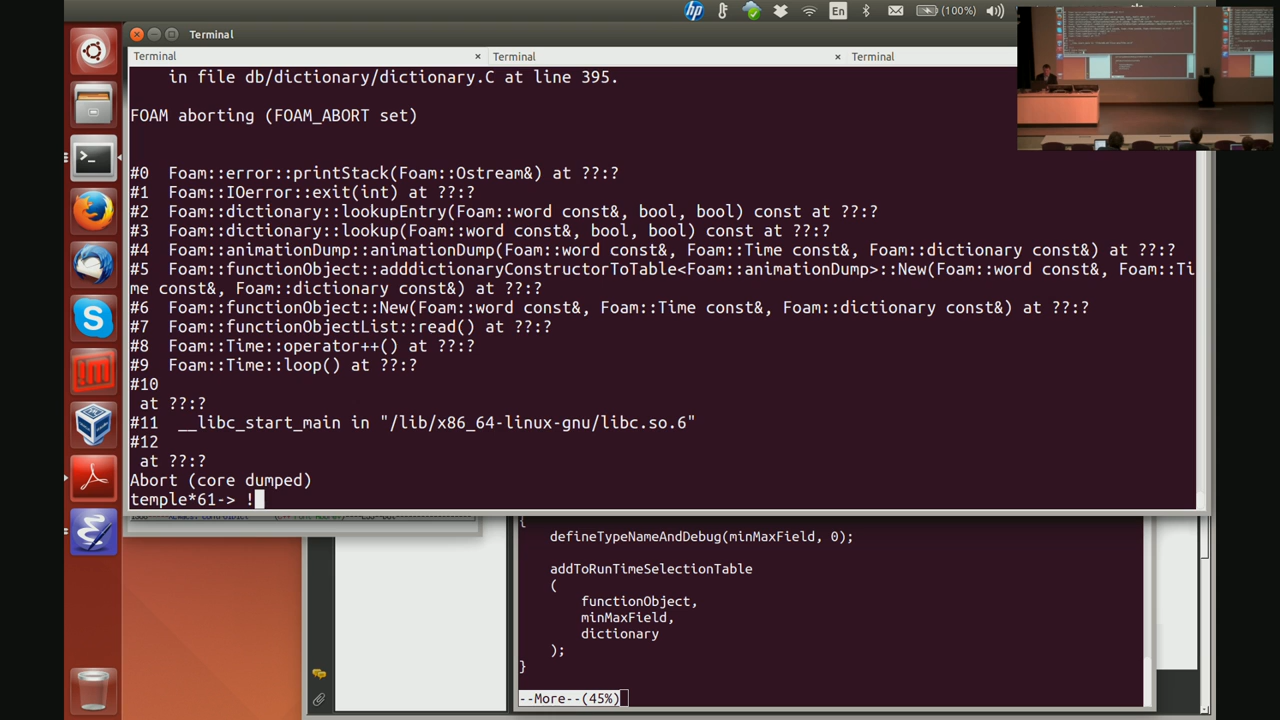 En
(100%)
Terminal
Terminal
Terminal
Terminal
in file db/dictionary/dictionary.C at line 395.
FOAM aborting (FOAM_ABORT set)
#0 Foam::error::printStack(Foam::Ostream&) at ??:?
#1 Foam::IOerror::exit(int) at ??:?
#2 Foam::dictionary::lookupEntry(Foam::word const&, bool, bool) const at ??:?
#3 Foam::dictionary::lookup(Foam::word const&, bool, bool) const at ??:?
#4 Foam::animationDump::animationDump(Foam::word const&, Foam::Time const&, Foam::dictionary const&) at ??:?
#5 Foam::functionObject::adddictionaryConstructorToTable<Foam::animationDump>::New(Foam::word const&, Foam::Ti
me const&, Foam::dictionary const&) at ??:?
#6 Foam::functionObject::New(Foam::word const&, Foam::Time const&, Foam::dictionary const&) at ??:?
#7 Foam::functionObjectList::read() at ??:?
#8 Foam::Time::operator++() at ??:?
#9 Foam::Time::loop() at ??:?
#10
at ??:?
#11 __libc_start_main in "/lib/x86_64-linux-gnu/libc.so.6"
#12
at ??:?
Abort (core dumped)
temple*61-> !
{
defineTypeNameAndDebug(minMaxField, 0);
addToRunTimeSelectionTable
(
functionObject,
minMaxField,
dictionary
);
}
--More--(45%)